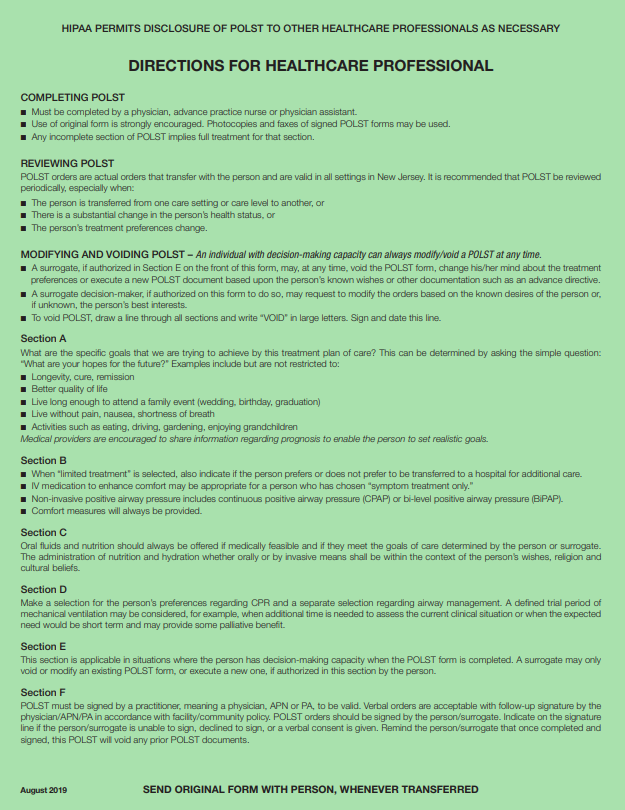 HIPAA PERMITS DISCLOSURE OF POLST TO OTHER HEALTHCARE PROFESSIONALS AS NECESSARY
DIRECTIONS FOR HEALTHCARE PROFESSIONAL
COMPLETING POLST
■ Must be completed by a physician, advance practice nurse or physician assistant.
■ Use of original form is strongly encouraged. Photocopies and faxes of signed POLST forms may be used.
■ Any incomplete section of POLST implies full treatment for that section.
REVIEWING POLST
POLST orders are actual orders that transfer with the person and are valid in all settings in New Jersey. It is recommended that POLST be reviewed
periodically, especially when:
■ The person is transferred from one care setting or care level to another, or
■ There is a substantial change in the person's health status, or
■ The person's treatment preferences change.
MODIFYING AND VOIDING POLST – An individual with decision-making capacity can always modify/void a POLST at any time.
■ A surrogate, if authorized in Section E on the front of this form, may, at any time, void the POLST form, change his/her mind about the treatment
preferences or execute a new POLST document based upon the person's known wishes or other documentation such as an advance directive.
■ A surrogate decision-maker, if authorized on this form to do so, may request to modify the orders based on the known desires of the person or,
if unknown, the person's best interests.
■ To void POLST, draw a line through all sections and write "VOID" in large letters. Sign and date this line.
Section A
What are the specific goals that we are trying to achieve by this treatment plan of care? This can be determined by asking the simple question:
"What are your hopes for the future?" Examples include but are not restricted to:
■ Longevity, cure, remission
■ Better quality of life
■ Live long enough to attend a family event (wedding, birthday, graduation)
■ Live without pain, nausea, shortness of breath
■ Activities such as eating, driving, gardening, enjoying grandchildren
Medical providers are encouraged to share information regarding prognosis to enable the person to set realistic goals.
Section B
■ When "limited treatment" is selected, also indicate if the person prefers or does not prefer to be transferred to a hospital for additional care.
■ IV medication to enhance comfort may be appropriate for a person who has chosen "symptom treatment only."
■ Non-invasive positive airway pressure includes continuous positive airway pressure (CPAP) or bi-level positive airway pressure (BiPAP).
■ Comfort measures will always be provided.
Section C
Oral fluids and nutrition should always be offered if medically feasible and if they meet the goals of care determined by the person or surrogate.
The administration of nutrition and hydration whether orally or by invasive means shall be within the context of the person's wishes, religion and
cultural beliefs.
Section D
Make a selection for the person's preferences regarding CPR and a separate selection regarding airway management. A defined trial period of
mechanical ventilation may be considered, for example, when additional time is needed to assess the current clinical situation or when the expected
need would be short term and may provide some palliative benefit.
Section E
This section is applicable in situations where the person has decision-making capacity when the POLST form is completed. A surrogate may only
void or modify an existing POLST form, or execute a new one, if authorized in this section by the person.
Section F
POLST must be signed by a practitioner, meaning a physician, APN or PA, to be valid. Verbal orders are acceptable with follow-up signature by the
physician/APN/PA in accordance with facility/community policy. POLST orders should be signed by the person/surrogate. Indicate on the signature
line if the person/surrogate is unable to sign, declined to sign, or a verbal consent is given. Remind the person/surrogate that once completed and
signed, this POLST will void any prior POLST documents.
August 2019 SEND ORIGINAL FORM WITH PERSON, WHENEVER TRANSFERRED